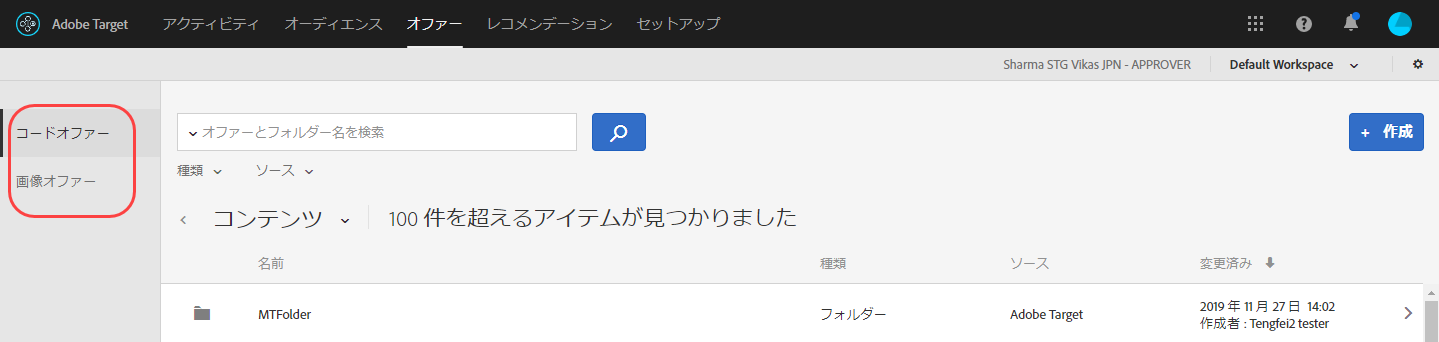 Adobe Target アクティビティ オーディエンス オファー レコメンデーション セットアップ
Sharma STG Vikas JPN - APPROVER Default Workspace
コードオファー
画像オファー
オファーとフォルダー名を検索
+ 作成
種類 ソース
コンテンツ 100 件を超えるアイテムが見つかりました
名前 種類 ソース 変更済み
MTFolder フォルダー Adobe Target 2019 年 11 月 27 日 14:02
作成者 : Tengfei2 tester